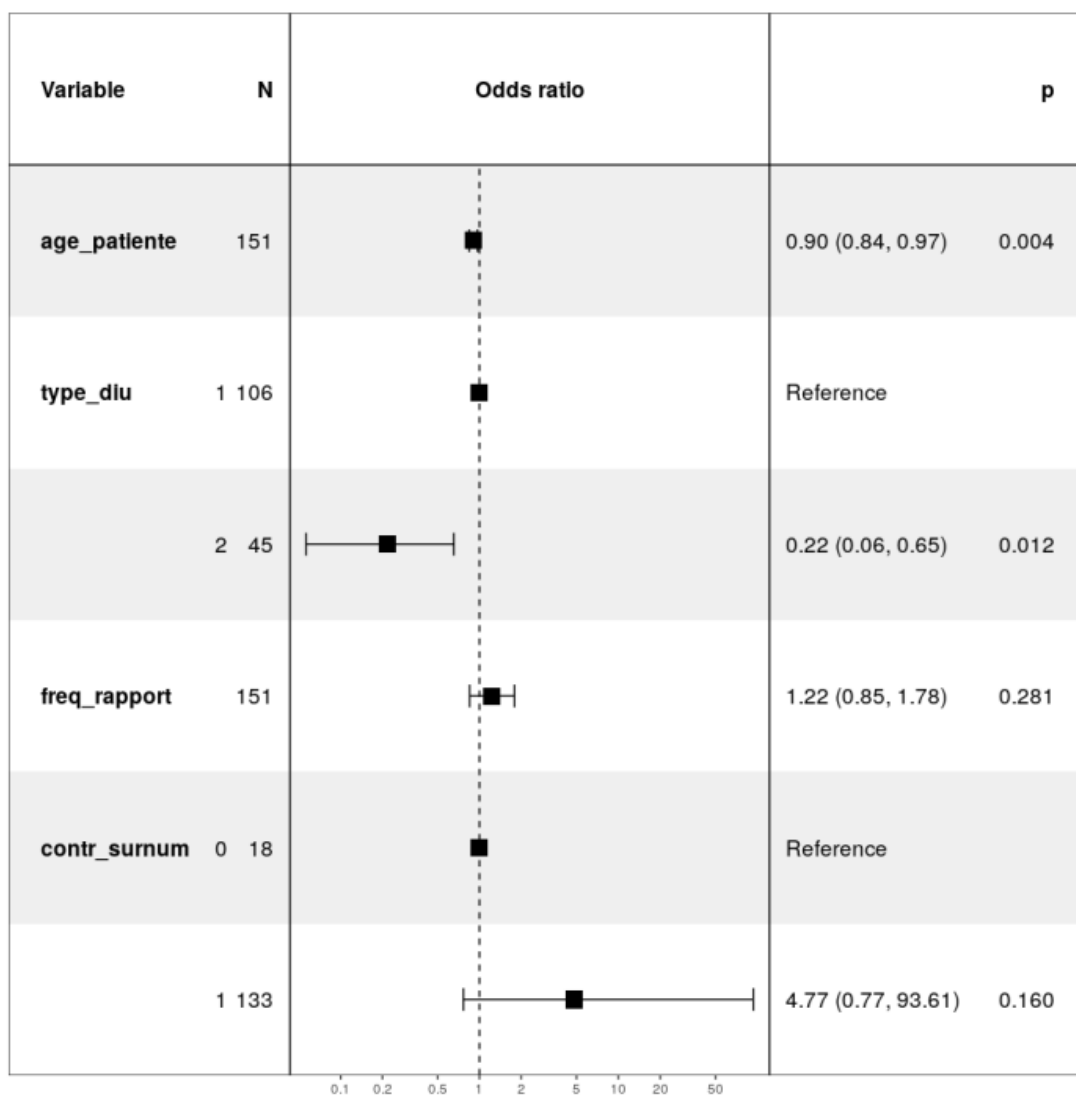 Variable N Odds ratio p
age_patiente 151 0.90 (0.84, 0.97) 0.004
type_diu 1 106 Reference
2 45 0.22 (0.06, 0.65) 0.012
freq_rapport 151 1.22 (0.85, 1.78) 0.281
contr_surnum 0 18 Reference
1 133 4.77 (0.77, 93.61) 0.160
0.1 0.2 0.5 1 2 5 10 20 50